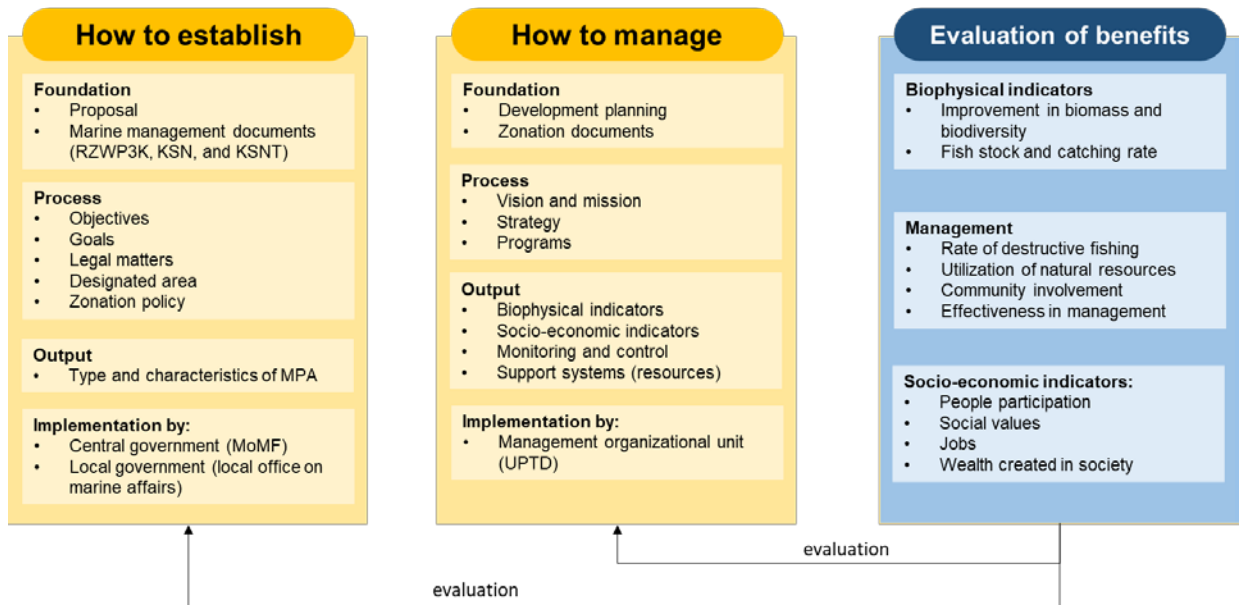 How to establish
Foundation
• Proposal
• Marine management documents
(RZWP3K, KSN, and KSNT)
Process
• Objectives
• Goals
• Legal matters
• Designated area
• Zonation policy
Output
• Type and characteristics of MPA
Implementation by:
• Central government (MoMF)
• Local government (local office on
marine affairs)
How to manage
Foundation
• Development planning
• Zonation documents
Process
• Vision and mission
• Strategy
• Programs
Output
• Biophysical indicators
• Socio-economic indicators
• Monitoring and control
• Support systems (resources)
Implementation by:
• Management organizational unit
(UPTD)
Evaluation of benefits
Biophysical indicators
• Improvement in biomass and
biodiversity
• Fish stock and catching rate
Management
• Rate of destructive fishing
• Utilization of natural resources
• Community involvement
• Effectiveness in management
Socio-economic indicators:
• People participation
• Social values
• Jobs
• Wealth created in society
evaluation
evaluation